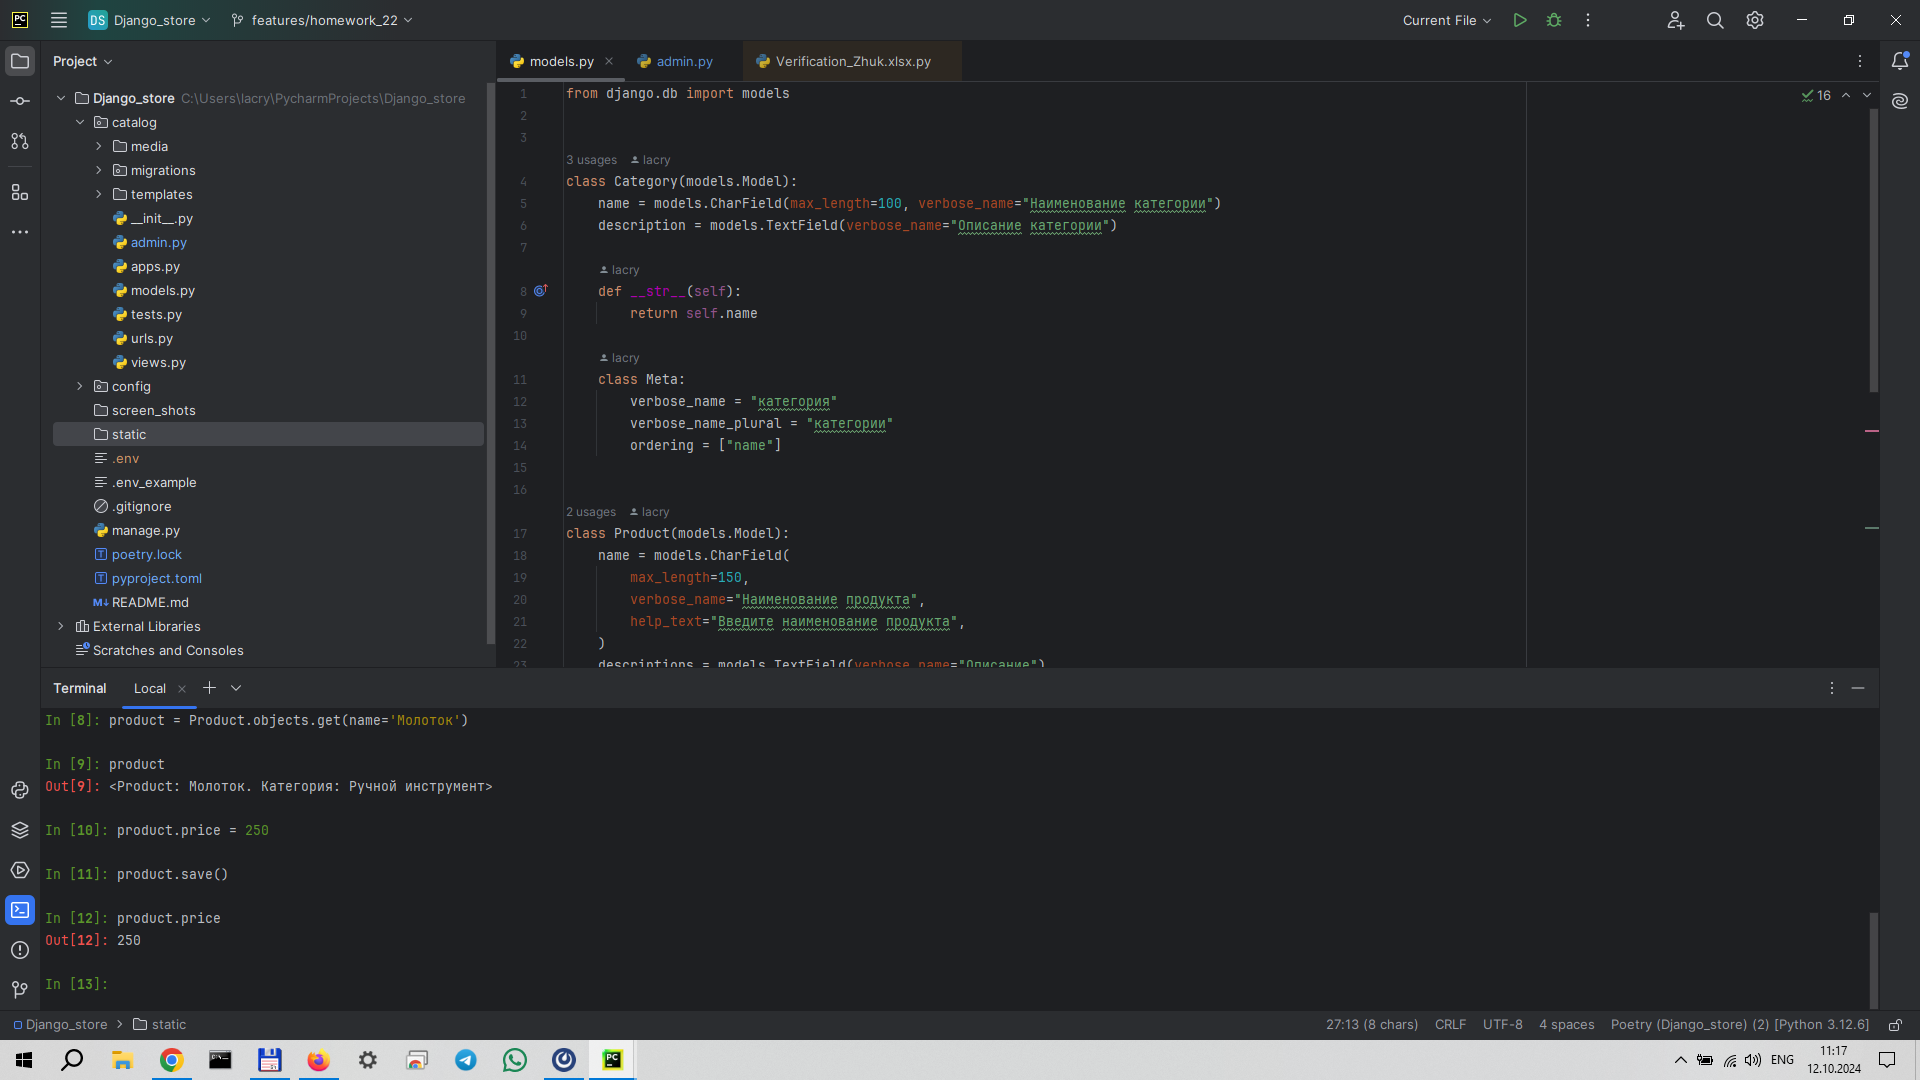 PC
DS Django_store features/homework_22 Current File
Project
models.py admin.py Verification_Zhuk.xlsx.py
Django_store C:\Users\lacry\PycharmProjects\Django_store
catalog
media
migrations
templates
__init__.py
admin.py
apps.py
models.py
tests.py
urls.py
views.py
config
screen_shots
static
.env
.env_example
.gitignore
manage.py
poetry.lock
pyproject.toml
README.md
External Libraries
Scratches and Consoles
16
1 from django.db import models
2
3
3 usages lacry
4 class Category(models.Model):
5 name = models.CharField(max_length=100, verbose_name="Наименование категории")
6 description = models.TextField(verbose_name="Описание категории")
7
lacry
8 def __str__(self):
9 return self.name
10
lacry
11 class Meta:
12 verbose_name = "категория"
13 verbose_name_plural = "категории"
14 ordering = ["name"]
15
16
2 usages lacry
17 class Product(models.Model):
18 name = models.CharField(
19 max_length=150,
20 verbose_name="Наименование продукта",
21 help_text="Введите наименование продукта",
22 )
23 descriptions = models.TextField(verbose_name="Описание")
Terminal Local
In [8]: product = Product.objects.get(name='Молоток')
In [9]: product
Out[9]: <Product: Молоток. Категория: Ручной инструмент>
In [10]: product.price = 250
In [11]: product.save()
In [12]: product.price
Out[12]: 250
In [13]:
Django_store static 27:13 (8 chars) CRLF UTF-8 4 spaces Poetry (Django_store) (2) [Python 3.12.6]
PC
ENG
11:17
12.10.2024